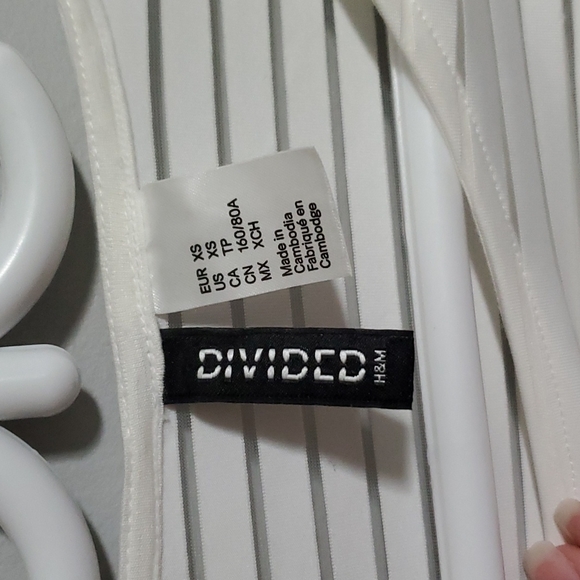 EUR XS
US XS
CA TP
CN 160/80A
MX XCH
Made in
Cambodia
Fabriqué en
Cambodge
DIVIDED
H&M